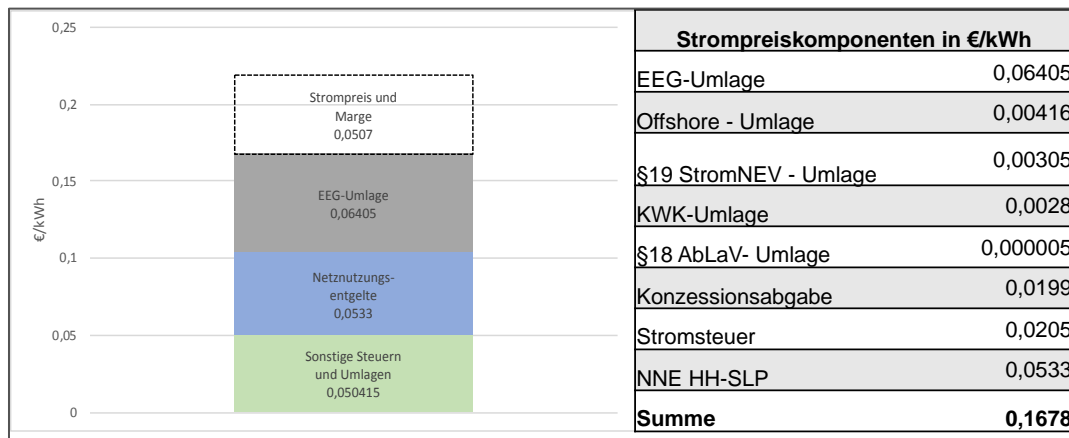 0,25
0,2
0,15
0,1
0,05
0
€/kWh
Strompreis und
Marge
0,0507
EEG-Umlage
0,06405
Netznutzungs-
entgelte
0,0533
Sonstige Steuern
und Umlagen
0,050415
Strompreiskomponenten in €/kWh
EEG-Umlage 0,06405
Offshore - Umlage 0,00416
§19 StromNEV - Umlage 0,00305
KWK-Umlage 0,0028
§18 AbLaV- Umlage 0,000005
Konzessionsabgabe 0,0199
Stromsteuer 0,0205
NNE HH-SLP 0,0533
Summe 0,1678